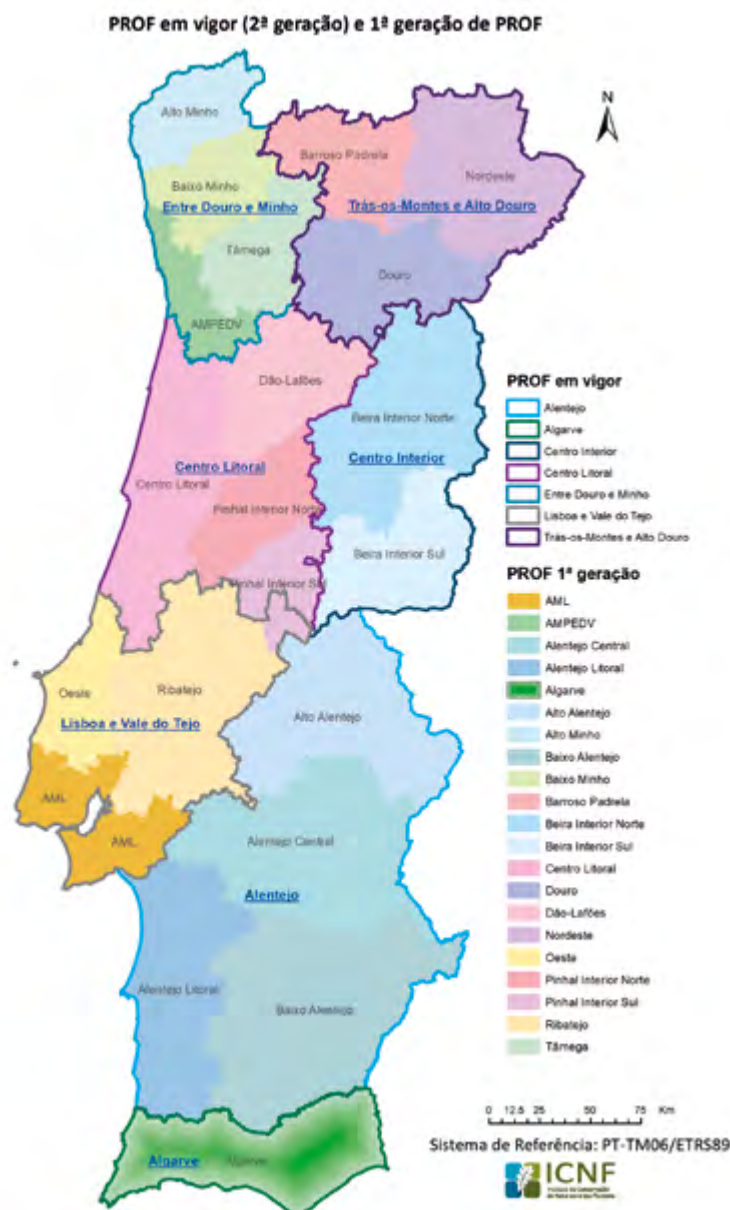 PROF em vigor (2ª geração) e 1ª geração de PROF
N
Alto Minho
Barroso Padrela
Nordeste
Baixo Minho
Entre Douro e Minho
Trás-os-Montes e Alto Douro
Tâmega
Douro
AMPEDV
Dão-Lafões
Beira Interior Norte
Centro Litoral
Centro Interior
Centro Litoral
Pinhal Interior Norte
Beira Interior Sul
Pinhal Interior Sul
Oeste
Ribatejo
Lisboa e Vale do Tejo
Alto Alentejo
AML
AML
Alentejo Central
Alentejo
Alentejo Litoral
Baixo Alentejo
Algarve
Algarve
PROF em vigor
Alentejo
Algarve
Centro Interior
Centro Litoral
Entre Douro e Minho
Lisboa e Vale do Tejo
Trás-os-Montes e Alto Douro
PROF 1ª geração
AML
AMPEDV
Alentejo Central
Alentejo Litoral
Algarve
Alto Alentejo
Alto Minho
Baixo Alentejo
Baixo Minho
Barroso Padrela
Beira Interior Norte
Beira Interior Sul
Centro Litoral
Douro
Dão-Lafões
Nordeste
Oeste
Pinhal Interior Norte
Pinhal Interior Sul
Ribatejo
Tâmega
0 12.5 25 50 75 Km
Sistema de Referência: PT-TM06/ETRS89
ICNF